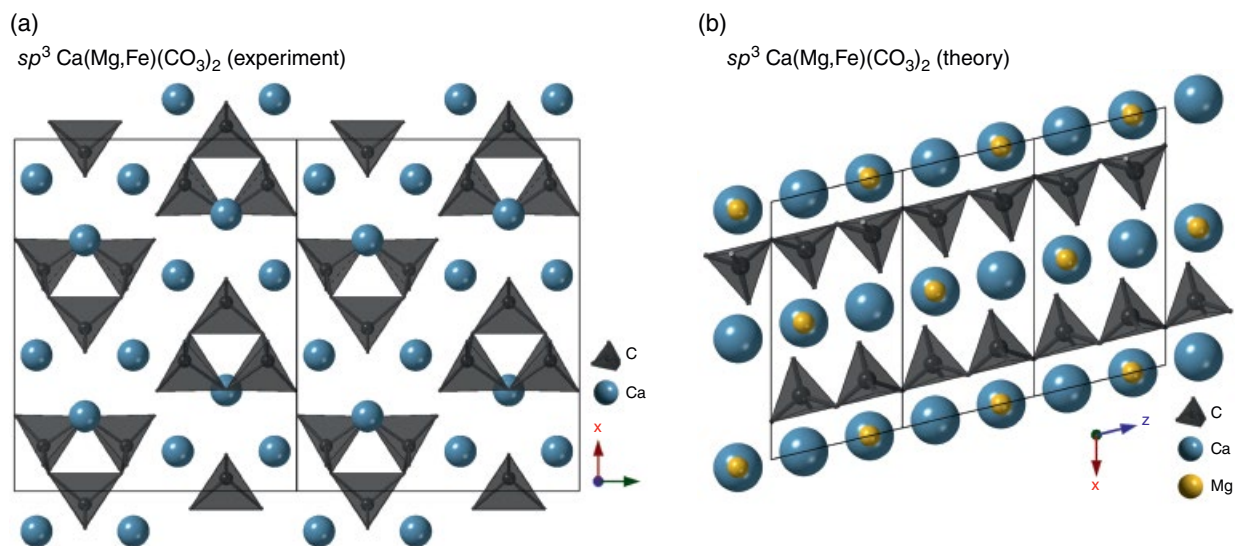 (a)
sp³ Ca(Mg,Fe)(CO₃)₂ (experiment)
C
Ca
x
(b)
sp³ Ca(Mg,Fe)(CO₃)₂ (theory)
z
x
C
Ca
Mg